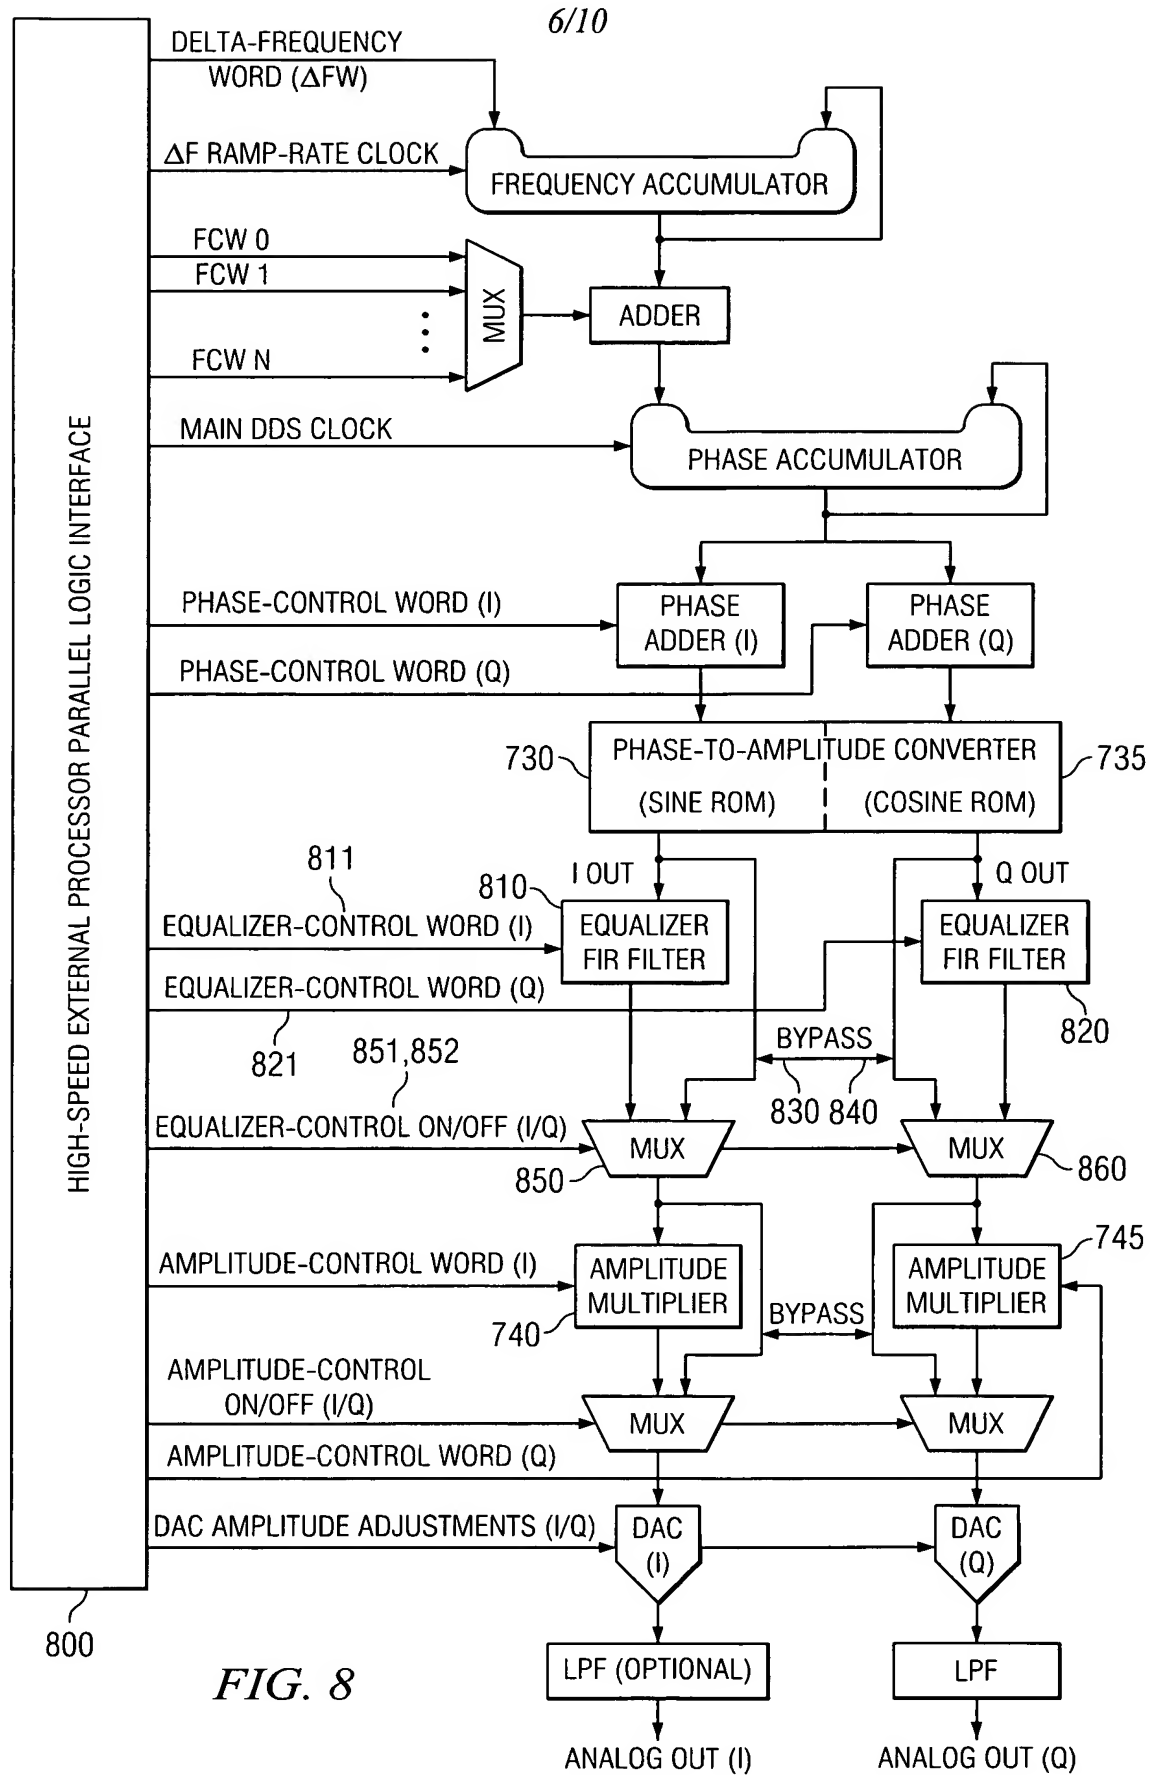 6/10
DELTA-FREQUENCY
WORD (ΔFW)
ΔF RAMP-RATE CLOCK
FREQUENCY ACCUMULATOR
FCW 0
FCW 1
FCW N
MUX
ADDER
MAIN DDS CLOCK
PHASE ACCUMULATOR
HIGH-SPEED EXTERNAL PROCESSOR PARALLEL LOGIC INTERFACE
PHASE-CONTROL WORD (I)
PHASE
ADDER (I)
PHASE
ADDER (Q)
PHASE-CONTROL WORD (Q)
730
PHASE-TO-AMPLITUDE CONVERTER
735
(SINE ROM)
(COSINE ROM)
811
810
I OUT
Q OUT
EQUALIZER-CONTROL WORD (I)
EQUALIZER
FIR FILTER
EQUALIZER
FIR FILTER
EQUALIZER-CONTROL WORD (Q)
821
820
851,852
BYPASS
830
840
EQUALIZER-CONTROL ON/OFF (I/Q)
MUX
MUX
850
860
745
AMPLITUDE-CONTROL WORD (I)
AMPLITUDE
MULTIPLIER
AMPLITUDE
MULTIPLIER
740
BYPASS
AMPLITUDE-CONTROL
ON/OFF (I/Q)
MUX
MUX
AMPLITUDE-CONTROL WORD (Q)
DAC AMPLITUDE ADJUSTMENTS (I/Q)
DAC
(I)
DAC
(Q)
800
LPF (OPTIONAL)
LPF
FIG. 8
ANALOG OUT (I)
ANALOG OUT (Q)